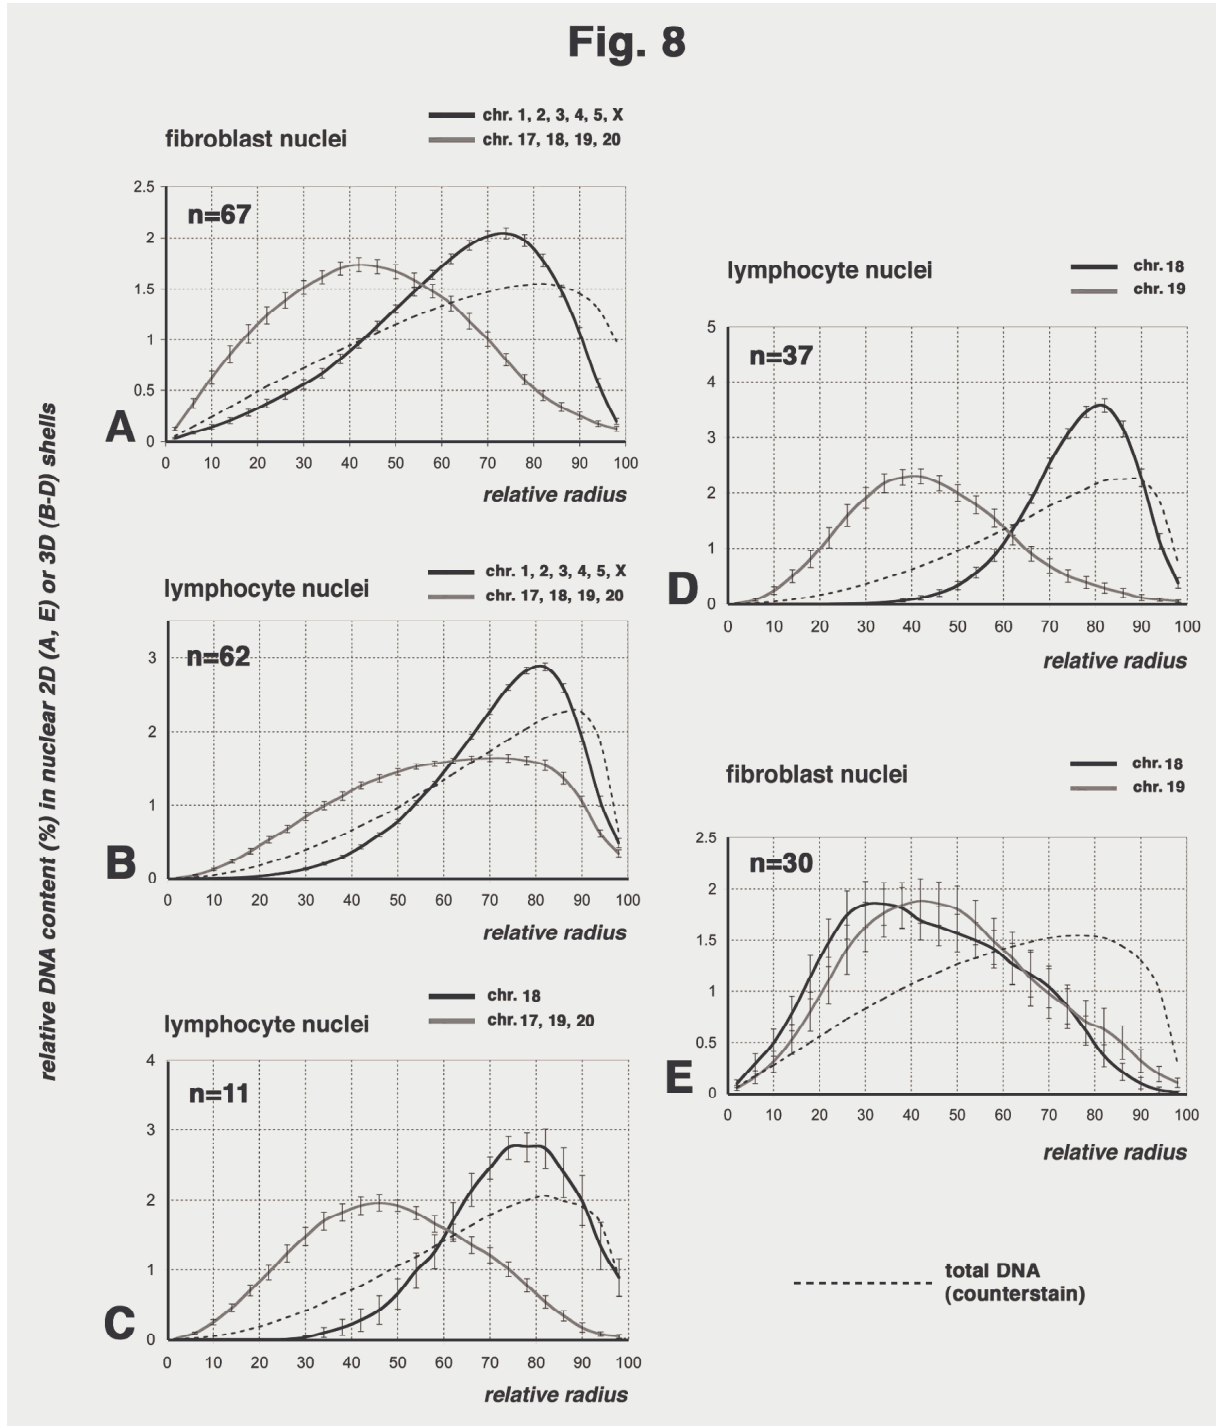 Fig. 8
relative DNA content (%) in nuclear 2D (A, E) or 3D (B-D) shells
fibroblast nuclei
chr. 1, 2, 3, 4, 5, X
chr. 17, 18, 19, 20
n=67
A
2.5
2
1.5
1
0.5
0
0 10 20 30 40 50 60 70 80 90 100
relative radius
lymphocyte nuclei
chr. 1, 2, 3, 4, 5, X
chr. 17, 18, 19, 20
n=62
B
3
2
1
0
0 10 20 30 40 50 60 70 80 90 100
relative radius
lymphocyte nuclei
chr. 18
chr. 17, 19, 20
n=11
C
4
3
2
1
0
0 10 20 30 40 50 60 70 80 90 100
relative radius
lymphocyte nuclei
chr. 18
chr. 19
n=37
D
5
4
3
2
1
0
0 10 20 30 40 50 60 70 80 90 100
relative radius
fibroblast nuclei
chr. 18
chr. 19
n=30
E
2.5
2
1.5
1
0.5
0
0 10 20 30 40 50 60 70 80 90 100
relative radius
total DNA
(counterstain)